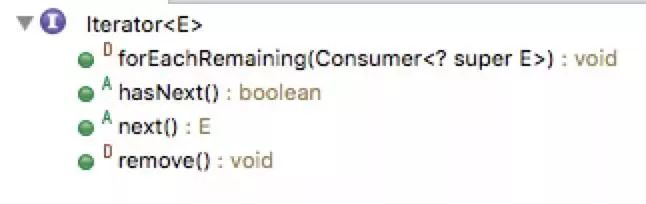 I Iterator<E>
D forEachRemaining(Consumer<? super E>) : void
A hasNext() : boolean
A next() : E
D remove() : void